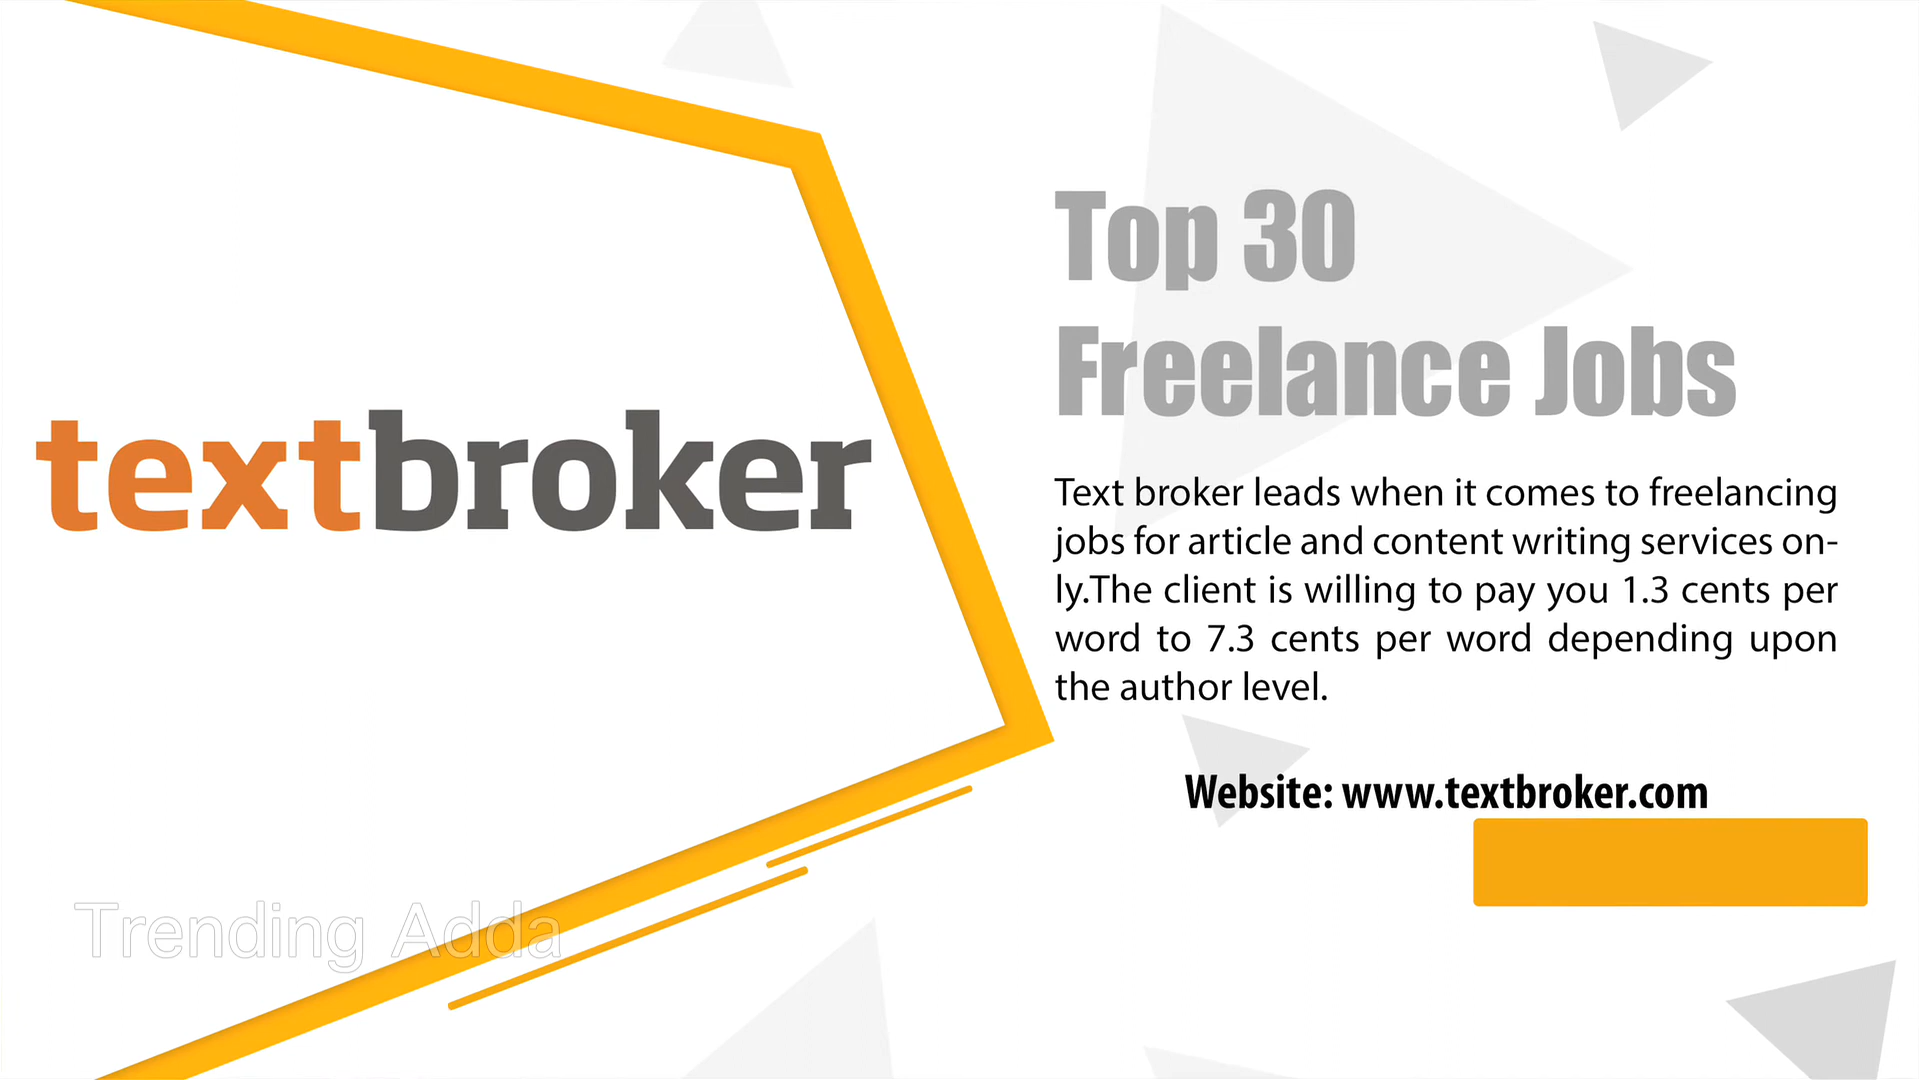 Top 30
Freelance Jobs
textbroker
Text broker leads when it comes to freelancing
jobs for article and content writing services on-
ly.The client is willing to pay you 1.3 cents per
word to 7.3 cents per word depending upon
the author level.
Website: www.textbroker.com
Trending Adda